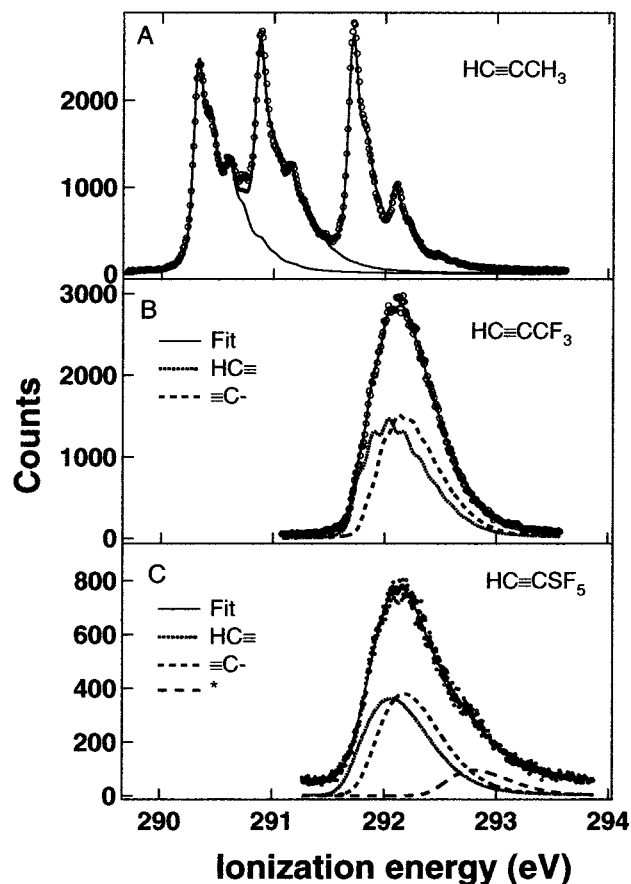 A
HC≡CCH₃
2000
1000
0
B
HC≡CCF₃
3000
Fit
HC≡
≡C-
2000
1000
0
Counts
C
HC≡CSF₅
800
Fit
600
HC≡
≡C-
400
*
200
0
290 291 292 293 294
Ionization energy (eV)